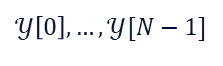 𝒴[0], … , 𝒴[N − 1]